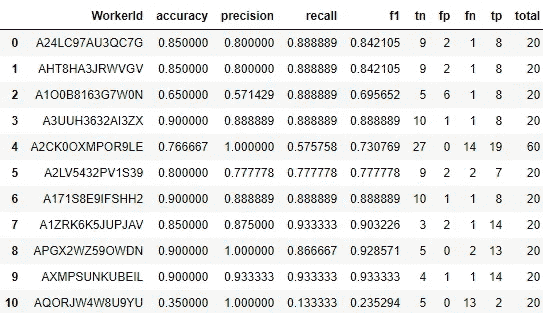 WorkerId accuracy precision recall f1 tn fp fn tp total
0 A24LC97AU3QC7G 0.850000 0.800000 0.888889 0.842105 9 2 1 8 20
1 AHT8HA3JRWVGV 0.850000 0.800000 0.888889 0.842105 9 2 1 8 20
2 A1O0B8163G7W0N 0.650000 0.571429 0.888889 0.695652 5 6 1 8 20
3 A3UUH3632AI3ZX 0.900000 0.888889 0.888889 0.888889 10 1 1 8 20
4 A2CK0OXMPOR9LE 0.766667 1.000000 0.575758 0.730769 27 0 14 19 60
5 A2LV5432PV1S39 0.800000 0.777778 0.777778 0.777778 9 2 2 7 20
6 A171S8E9IFSHH2 0.900000 0.888889 0.888889 0.888889 10 1 1 8 20
7 A1ZRK6K5JUPJAV 0.850000 0.875000 0.933333 0.903226 3 2 1 14 20
8 APGX2WZ59OWDN 0.900000 1.000000 0.866667 0.928571 5 0 2 13 20
9 AXMPSUNKUBEIL 0.900000 0.933333 0.933333 0.933333 4 1 1 14 20
10 AQORJW4W8U9YU 0.350000 1.000000 0.133333 0.235294 5 0 13 2 20